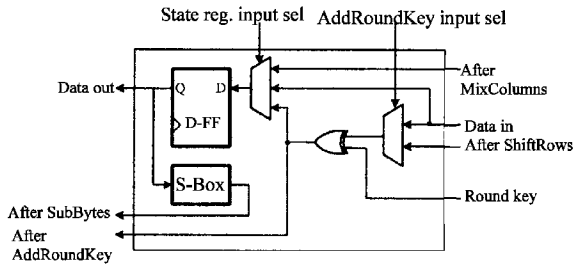 State reg. input sel
AddRoundKey input sel
After
MixColumns
Data out
Q
D
D-FF
Data in
After ShiftRows
S-Box
Round key
After SubBytes
After
AddRoundKey